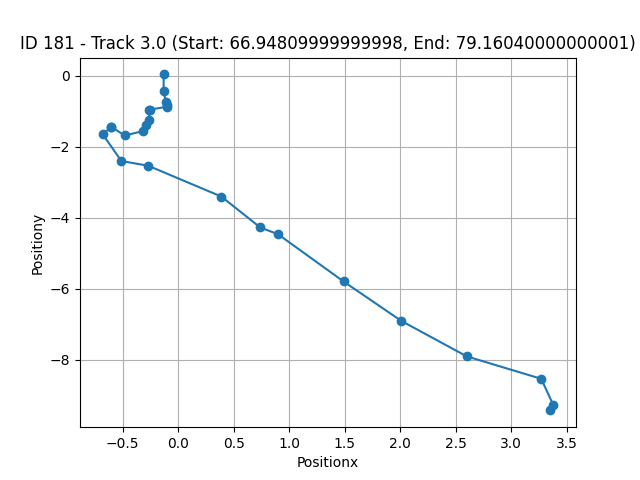 ID 181 - Track 3.0 (Start: 66.94809999999998, End: 79.16040000000001)
0
−2
−4
−6
−8
Positiony
−0.5 0.0 0.5 1.0 1.5 2.0 2.5 3.0 3.5
Positionx